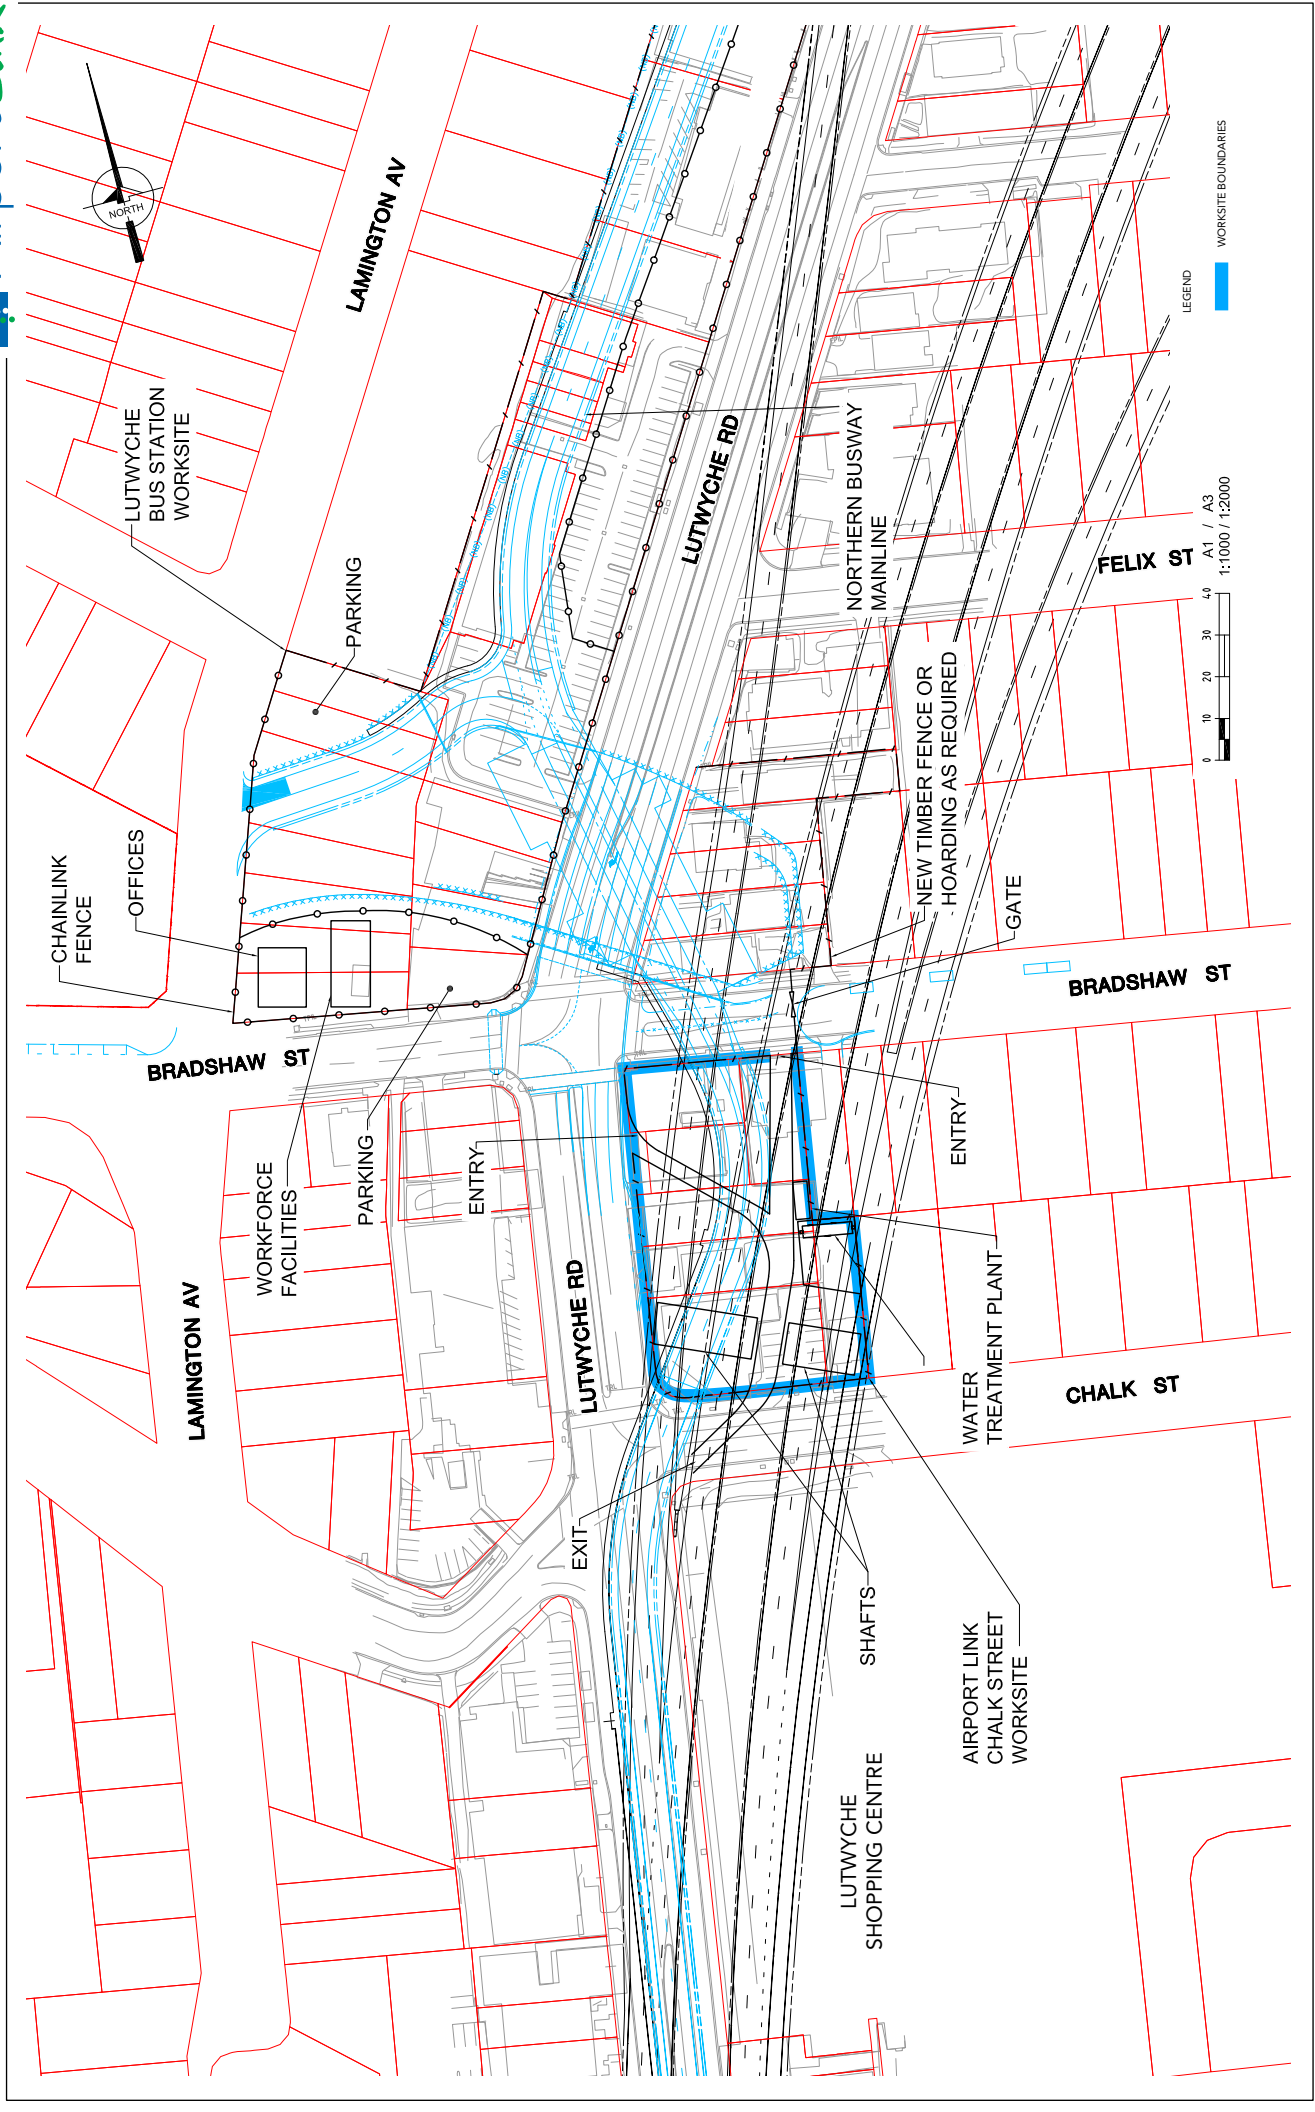 NORTH
LAMINGTON AV
LUTWYCHE
BUS STATION
WORKSITE
PARKING
LUTWYCHE RD
NORTHERN BUSWAY
MAINLINE
LEGEND
WORKSITE BOUNDARIES
FELIX ST
A1 / A3
1:1000 / 1:2000
0 10 20 30 40
CHAINLINK
FENCE
OFFICES
NEW TIMBER FENCE OR
HOARDING AS REQUIRED
GATE
BRADSHAW ST
BRADSHAW ST
WORKFORCE
FACILITIES
PARKING
ENTRY
ENTRY
LAMINGTON AV
LUTWYCHE RD
WATER
TREATMENT PLANT
CHALK ST
EXIT
SHAFTS
AIRPORT LINK
CHALK STREET
WORKSITE
LUTWYCHE
SHOPPING CENTRE